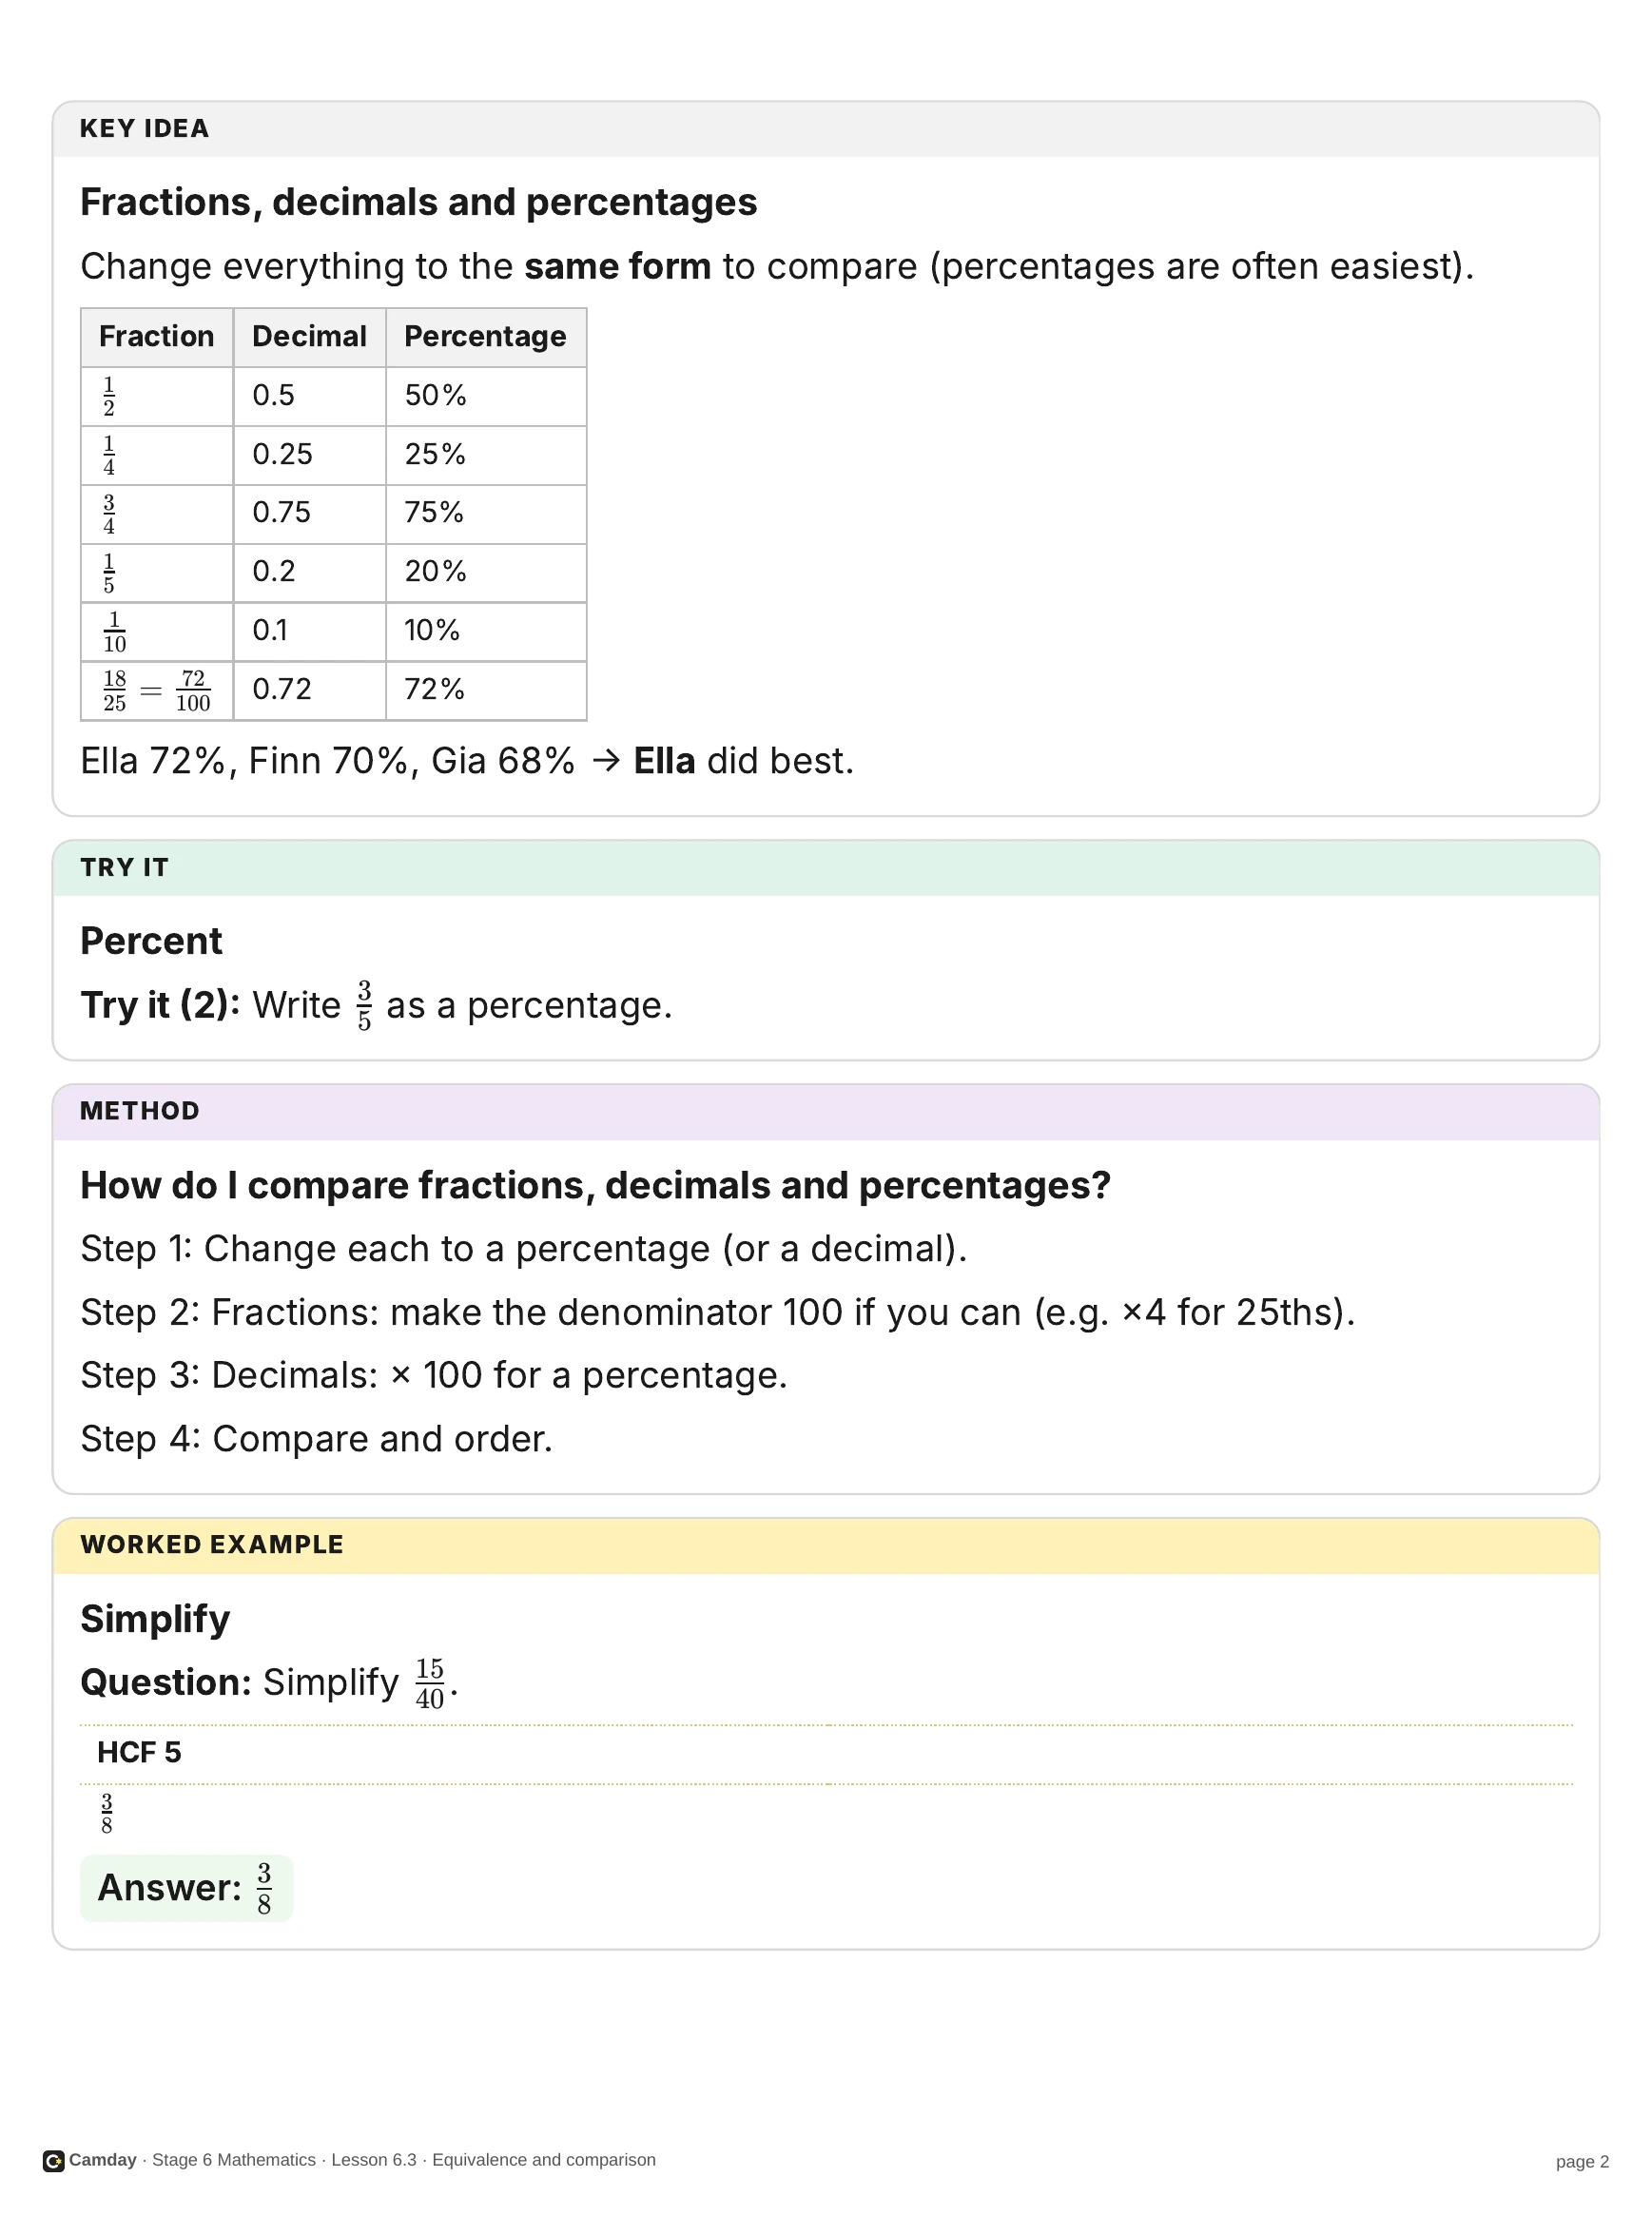 KEY IDEA
Fractions, decimals and percentages
Change everything to the same form to compare (percentages are often easiest).
Fraction Decimal Percentage
1/2 0.5 50%
1/4 0.25 25%
3/4 0.75 75%
1/5 0.2 20%
1/10 0.1 10%
18/25 = 72/100 0.72 72%
Ella 72%, Finn 70%, Gia 68% → Ella did best.
TRY IT
Percent
Try it (2): Write 3/5 as a percentage.
METHOD
How do I compare fractions, decimals and percentages?
Step 1: Change each to a percentage (or a decimal).
Step 2: Fractions: make the denominator 100 if you can (e.g. ×4 for 25ths).
Step 3: Decimals: × 100 for a percentage.
Step 4: Compare and order.
WORKED EXAMPLE
Simplify
Question: Simplify 15/40.
HCF 5
3/8
Answer: 3/8
Camday · Stage 6 Mathematics · Lesson 6.3 · Equivalence and comparison
page 2